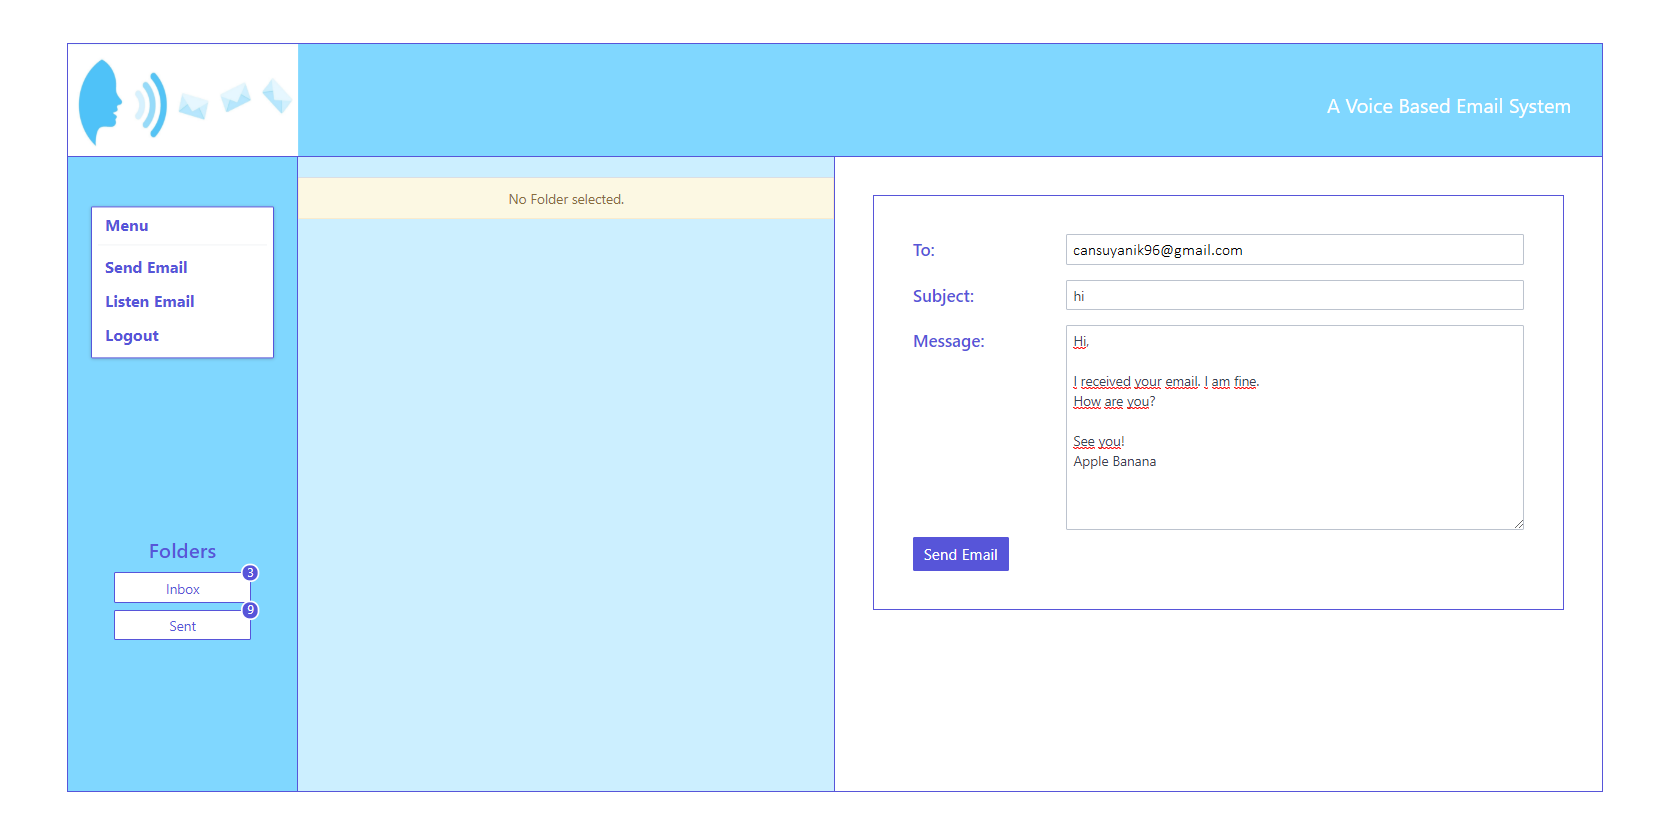 A Voice Based Email System
Menu
Send Email
Listen Email
Logout
Folders
3
Inbox
9
Sent
No Folder selected.
To:
cansuyanik96@gmail.com
Subject:
hi
Message:
Hi,
I received your email. I am fine.
How are you?
See you!
Apple Banana
Send Email